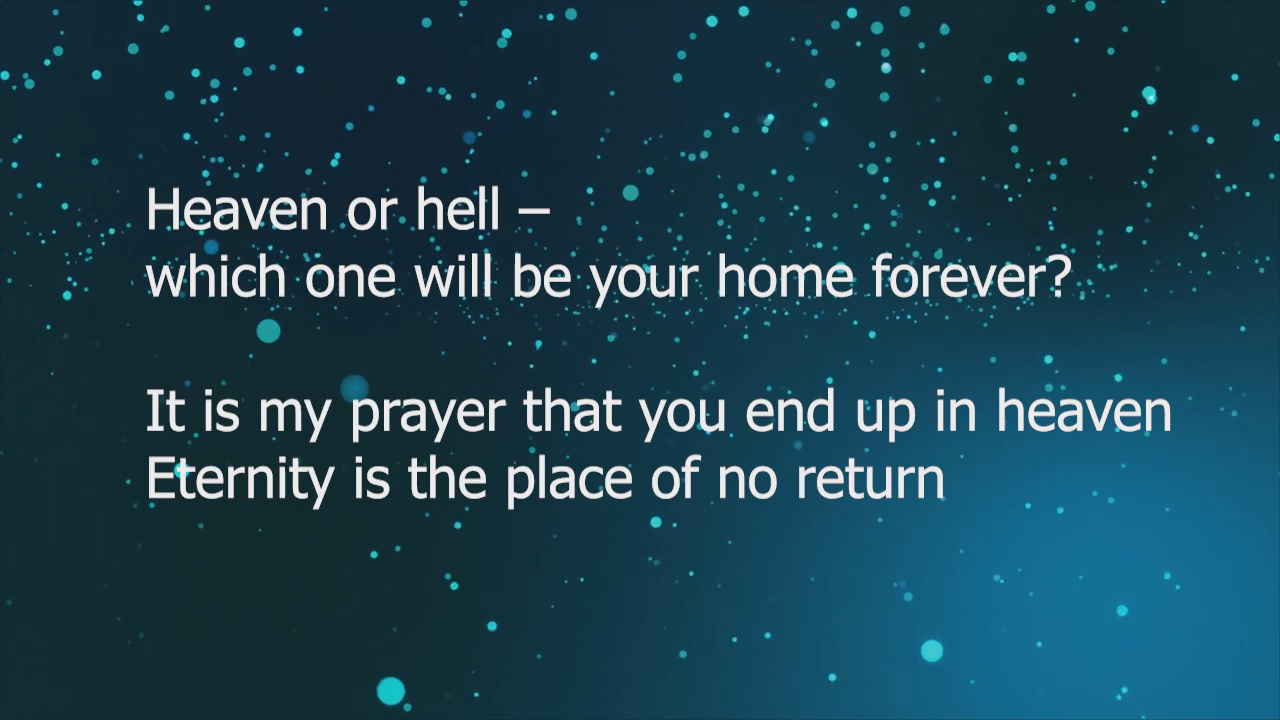 Heaven or hell –
which one will be your home forever?
It is my prayer that you end up in heaven
Eternity is the place of no return